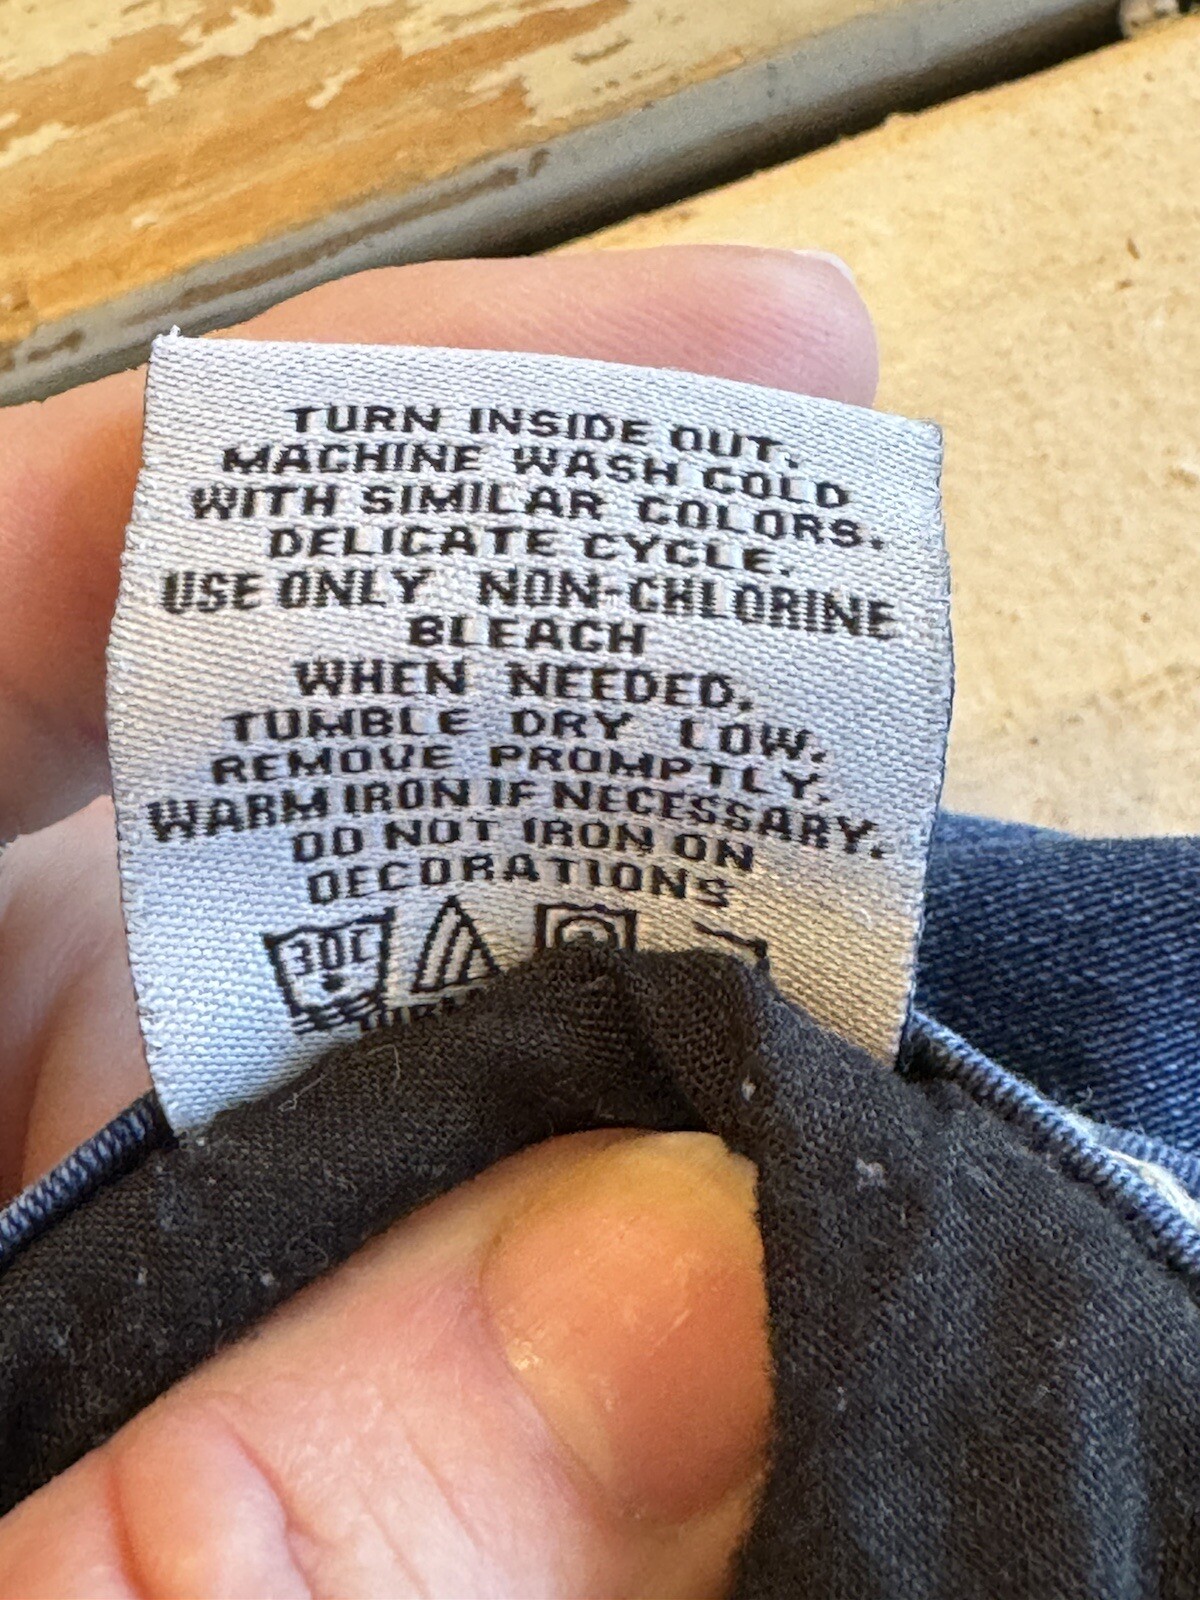 TURN INSIDE OUT.
MACHINE WASH COLD
WITH SIMILAR COLORS.
DELICATE CYCLE.
USE ONLY NON-CHLORINE
BLEACH
WHEN NEEDED.
TUMBLE DRY LOW.
REMOVE PROMPTLY.
WARM IRON IF NECESSARY.
DO NOT IRON ON
DECORATIONS
30C